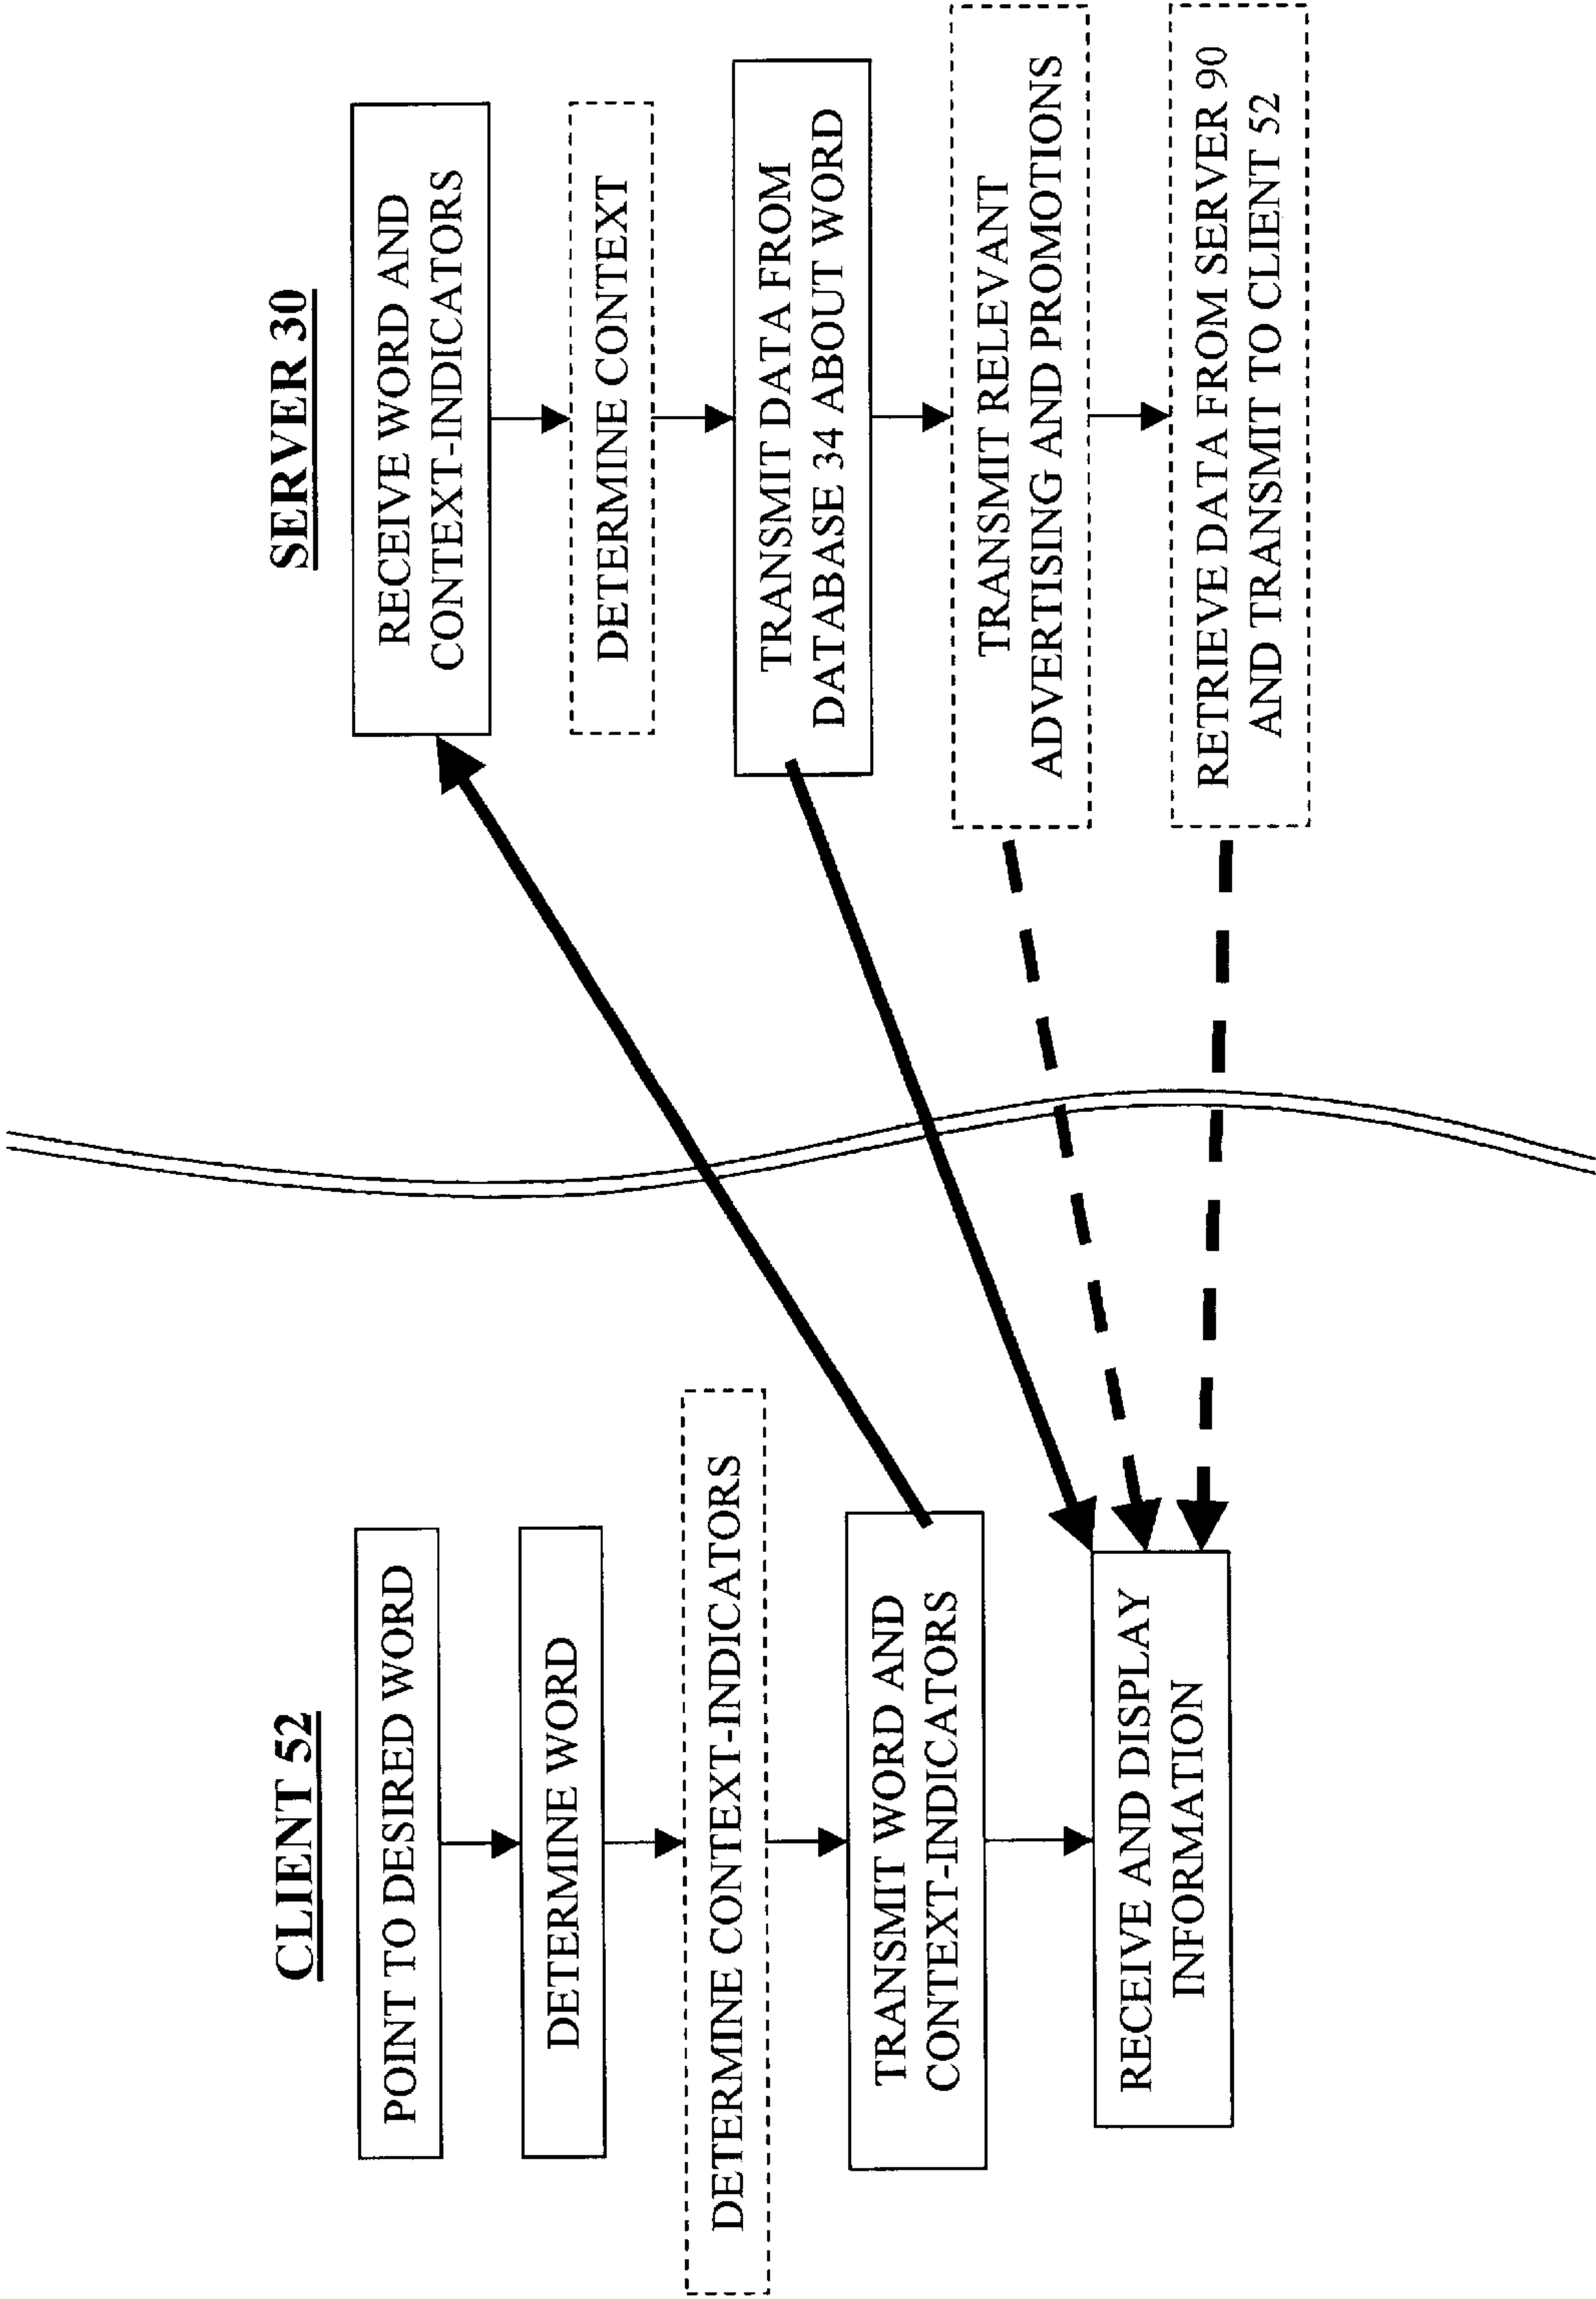 CLIENT 52
POINT TO DESIRED WORD
DETERMINE WORD
DETERMINE CONTEXT-INDICATORS
TRANSMIT WORD AND
CONTEXT-INDICATORS
RECEIVE AND DISPLAY
INFORMATION
SERVER 30
RECEIVE WORD AND
CONTEXT-INDICATORS
DETERMINE CONTEXT
TRANSMIT DATA FROM
DATABASE 34 ABOUT WORD
TRANSMIT RELEVANT
ADVERTISING AND PROMOTIONS
RETRIEVE DATA FROM SERVER 90
AND TRANSMIT TO CLIENT 52